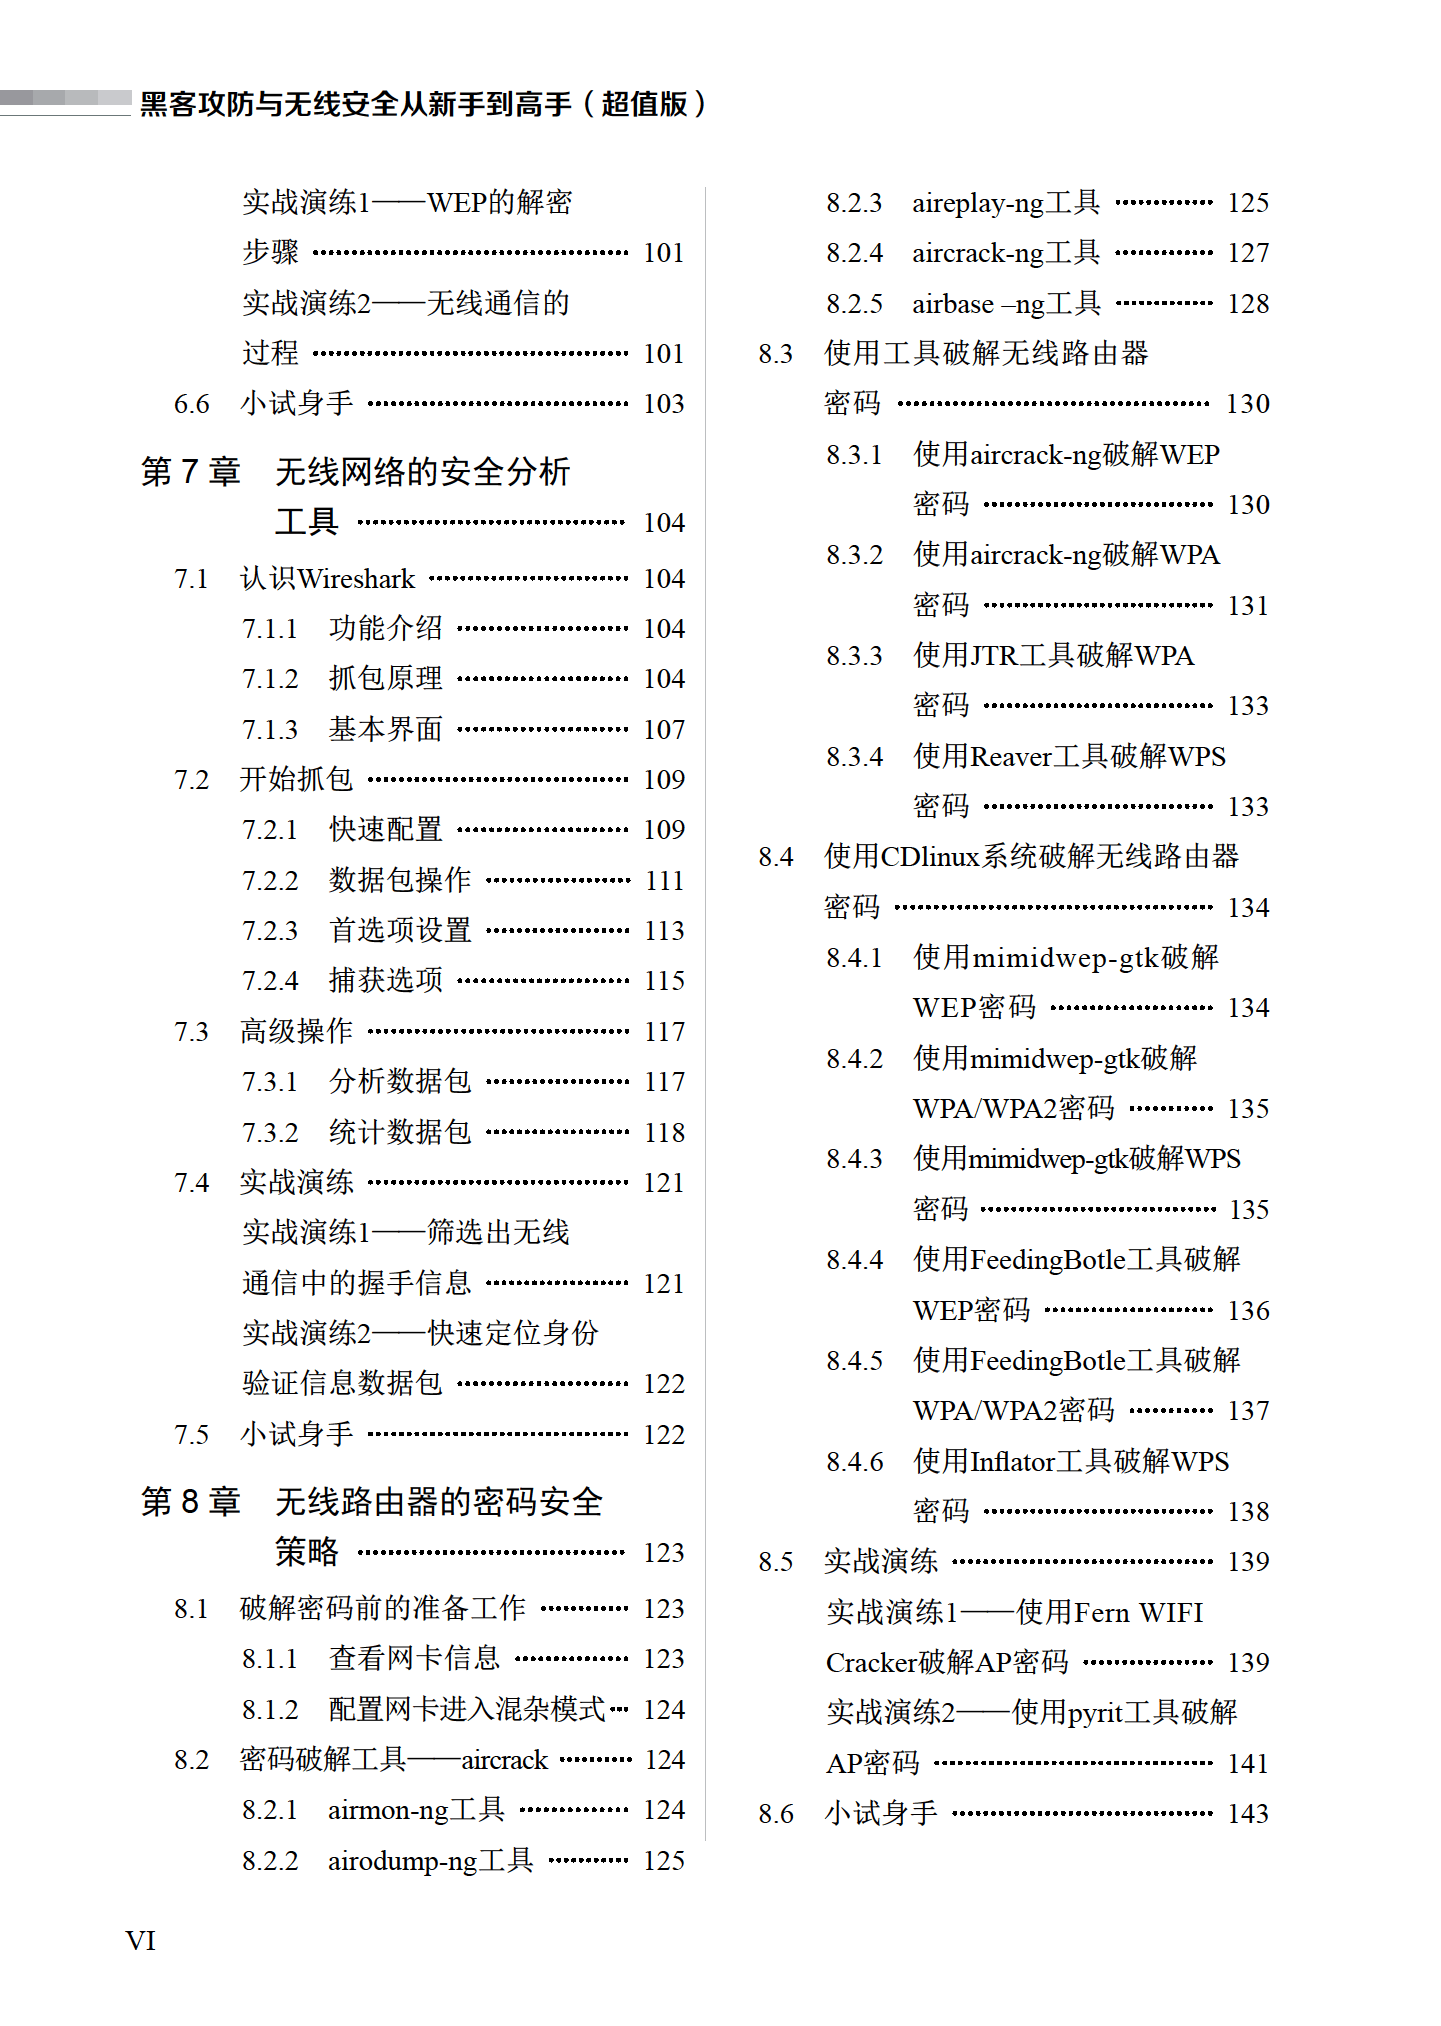 黑客攻防与无线安全从新手到高手（超值版）
实战演练1——WEP的解密
步骤 ………………………… 101
实战演练2——无线通信的
过程 ………………………… 101
6.6 小试身手 ………………………… 103
第 7 章 无线网络的安全分析
工具 ………………………… 104
7.1 认识Wireshark ………………………… 104
7.1.1 功能介绍 ………………………… 104
7.1.2 抓包原理 ………………………… 104
7.1.3 基本界面 ………………………… 107
7.2 开始抓包 ………………………… 109
7.2.1 快速配置 ………………………… 109
7.2.2 数据包操作 ………………………… 111
7.2.3 首选项设置 ………………………… 113
7.2.4 捕获选项 ………………………… 115
7.3 高级操作 ………………………… 117
7.3.1 分析数据包 ………………………… 117
7.3.2 统计数据包 ………………………… 118
7.4 实战演练 ………………………… 121
实战演练1——筛选出无线
通信中的握手信息 ………………………… 121
实战演练2——快速定位身份
验证信息数据包 ………………………… 122
7.5 小试身手 ………………………… 122
第 8 章 无线路由器的密码安全
策略 ………………………… 123
8.1 破解密码前的准备工作 ………… 123
8.1.1 查看网卡信息 ………… 123
8.1.2 配置网卡进入混杂模式… 124
8.2 密码破解工具——aircrack ………… 124
8.2.1 airmon-ng工具 ………… 124
8.2.2 airodump-ng工具 ………… 125
8.2.3 aireplay-ng工具 ………… 125
8.2.4 aircrack-ng工具 ………… 127
8.2.5 airbase –ng工具 ………… 128
8.3 使用工具破解无线路由器
密码 ………………………… 130
8.3.1 使用aircrack-ng破解WEP
密码 ………………………… 130
8.3.2 使用aircrack-ng破解WPA
密码 ………………………… 131
8.3.3 使用JTR工具破解WPA
密码 ………………………… 133
8.3.4 使用Reaver工具破解WPS
密码 ………………………… 133
8.4 使用CDlinux系统破解无线路由器
密码 ………………………… 134
8.4.1 使用mimidwep-gtk破解
WEP密码 ………………… 134
8.4.2 使用mimidwep-gtk破解
WPA/WPA2密码 ………… 135
8.4.3 使用mimidwep-gtk破解WPS
密码 ………………………… 135
8.4.4 使用FeedingBotle工具破解
WEP密码 ………………… 136
8.4.5 使用FeedingBotle工具破解
WPA/WPA2密码 ………… 137
8.4.6 使用Inflator工具破解WPS
密码 ………………………… 138
8.5 实战演练 ………………………… 139
实战演练1——使用Fern WIFI
Cracker破解AP密码 ………… 139
实战演练2——使用pyrit工具破解
AP密码 ………………………… 141
8.6 小试身手 ………………………… 143
VI